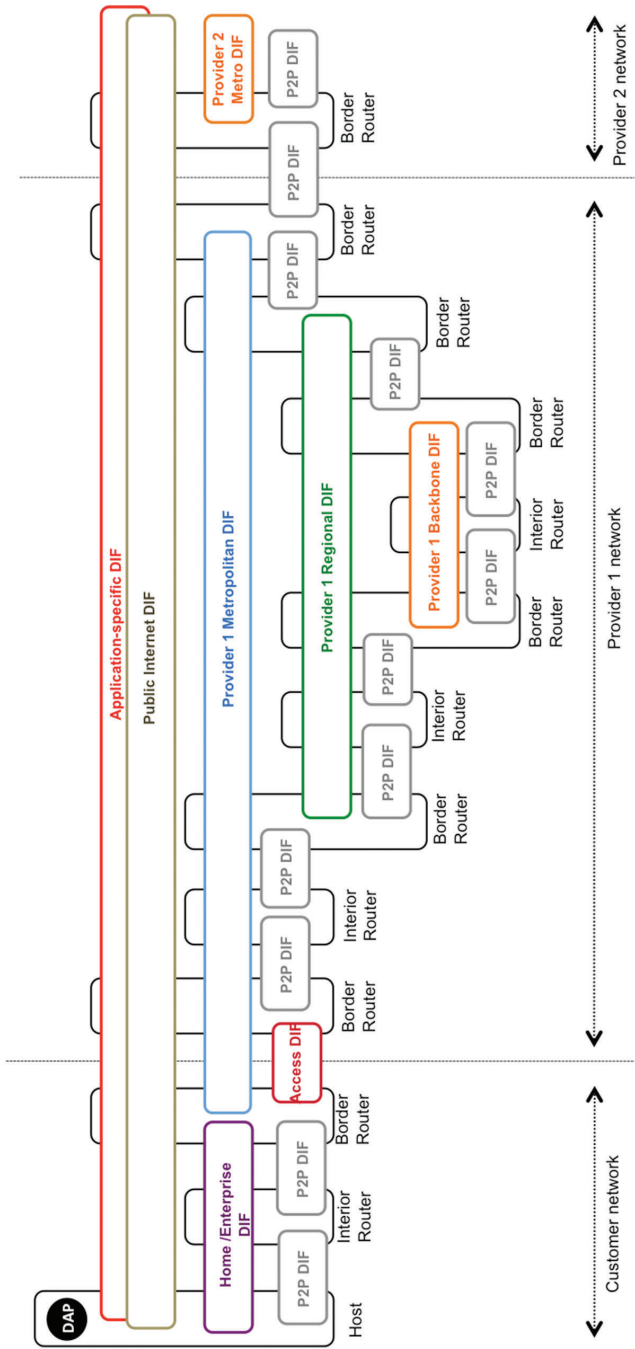 DAP
Application-specific DIF
Public Internet DIF
Home /Enterprise
DIF
Provider 1 Metropolitan DIF
Provider 2
Metro DIF
P2P DIF
P2P DIF
Access DIF
P2P DIF
P2P DIF
P2P DIF
P2P DIF
P2P DIF
Provider 1 Regional DIF
P2P DIF
P2P DIF
P2P DIF
Provider 1 Backbone DIF
P2P DIF
P2P DIF
Host
Interior
Router
Border
Router
Border
Router
Interior
Router
Border
Router
Interior
Router
Border
Router
Interior
Router
Border
Router
Border
Router
Border
Router
Border
Router
Customer network
Provider 1 network
Provider 2 network